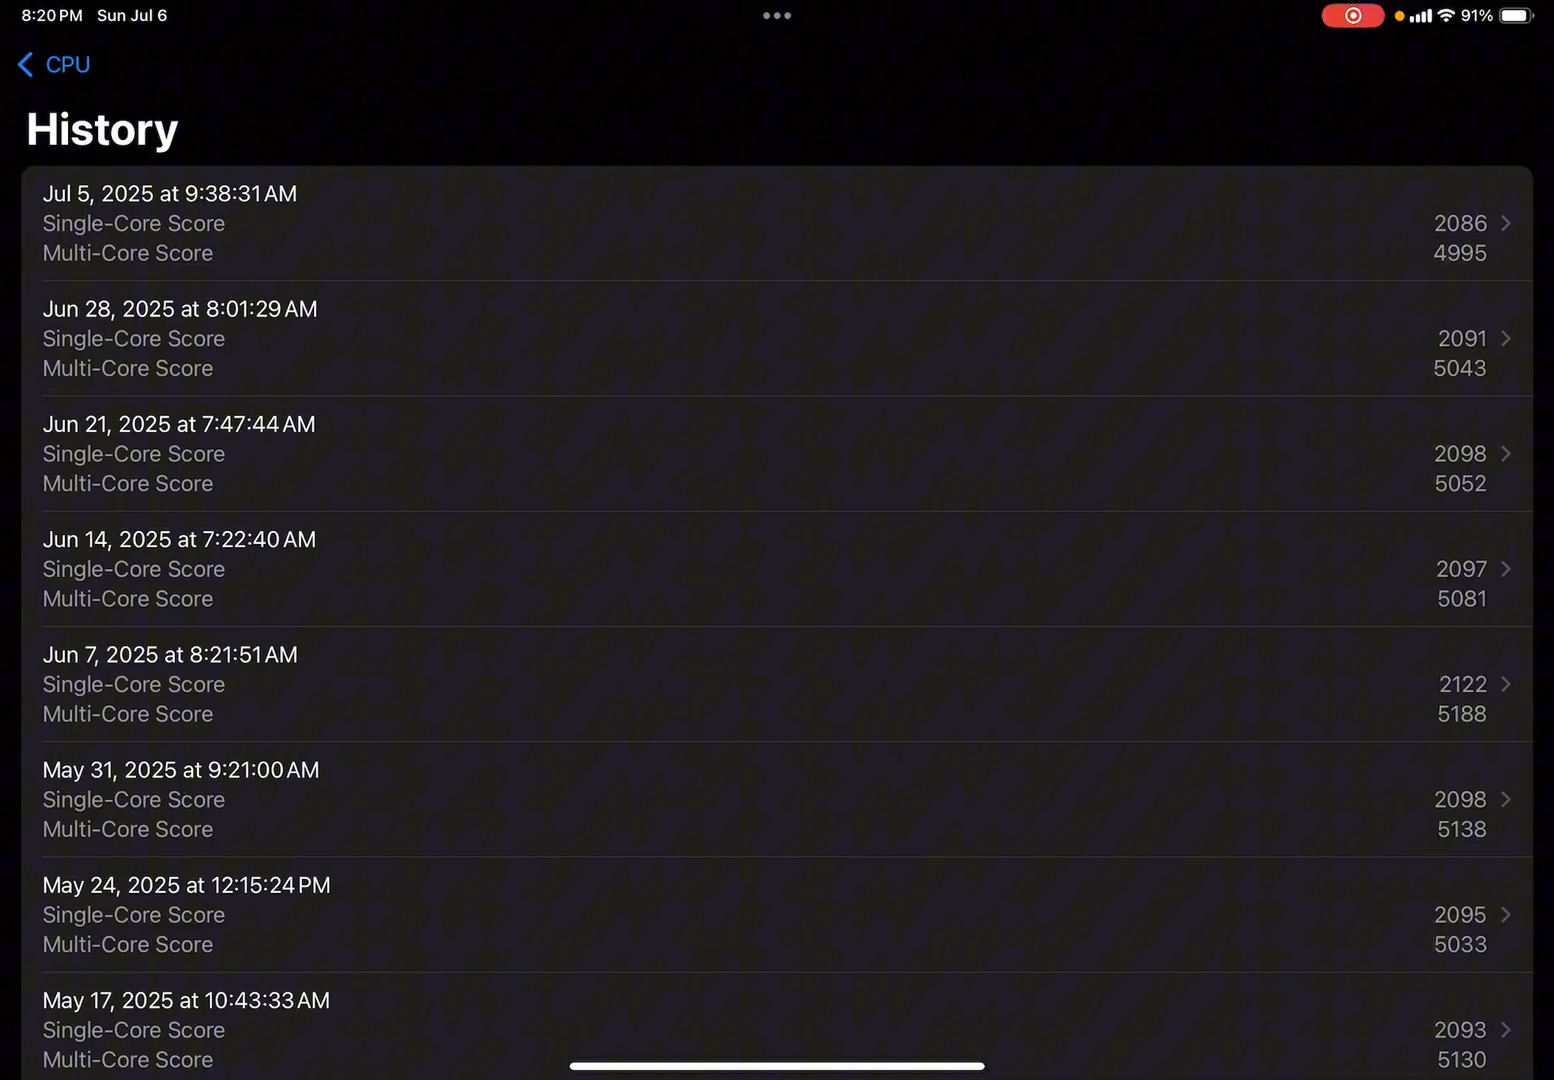 8:20 PM Sun Jul 6
91%
CPU
History
Jul 5, 2025 at 9:38:31 AM
Single-Core Score 2086
Multi-Core Score 4995
Jun 28, 2025 at 8:01:29 AM
Single-Core Score 2091
Multi-Core Score 5043
Jun 21, 2025 at 7:47:44 AM
Single-Core Score 2098
Multi-Core Score 5052
Jun 14, 2025 at 7:22:40 AM
Single-Core Score 2097
Multi-Core Score 5081
Jun 7, 2025 at 8:21:51 AM
Single-Core Score 2122
Multi-Core Score 5188
May 31, 2025 at 9:21:00 AM
Single-Core Score 2098
Multi-Core Score 5138
May 24, 2025 at 12:15:24 PM
Single-Core Score 2095
Multi-Core Score 5033
May 17, 2025 at 10:43:33 AM
Single-Core Score 2093
Multi-Core Score 5130